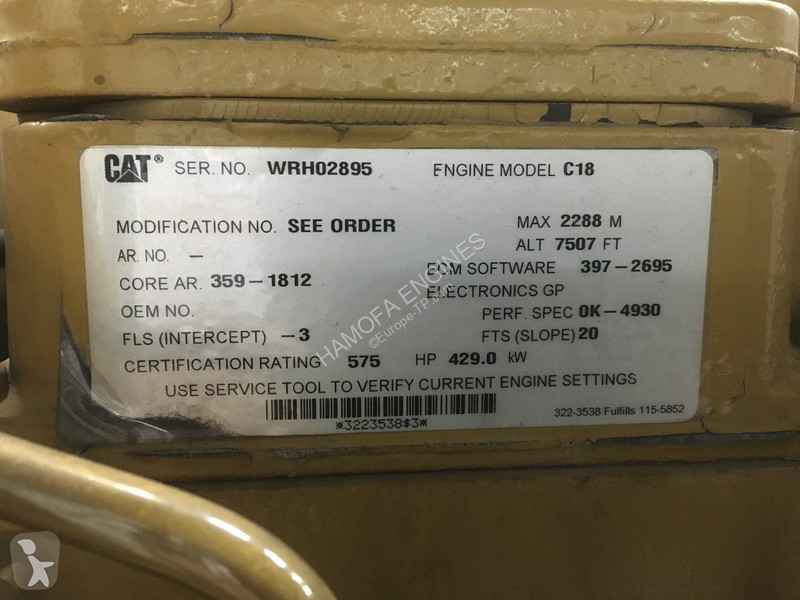 CAT® SER. NO. WRH02895 ENGINE MODEL C18
MODIFICATION NO. SEE ORDER MAX 2288 M
AR. NO. – ALT 7507 FT
CORE AR. 359-1812 ECM SOFTWARE 397-2695
OEM NO. ELECTRONICS GP
PERF. SPEC 0K-4930
FLS (INTERCEPT) -3 FTS (SLOPE) 20
CERTIFICATION RATING 575 HP 429.0 kW
USE SERVICE TOOL TO VERIFY CURRENT ENGINE SETTINGS
*3223538$3* 322-3538 Fulfills 115-5852
HAMOFA ENGINES